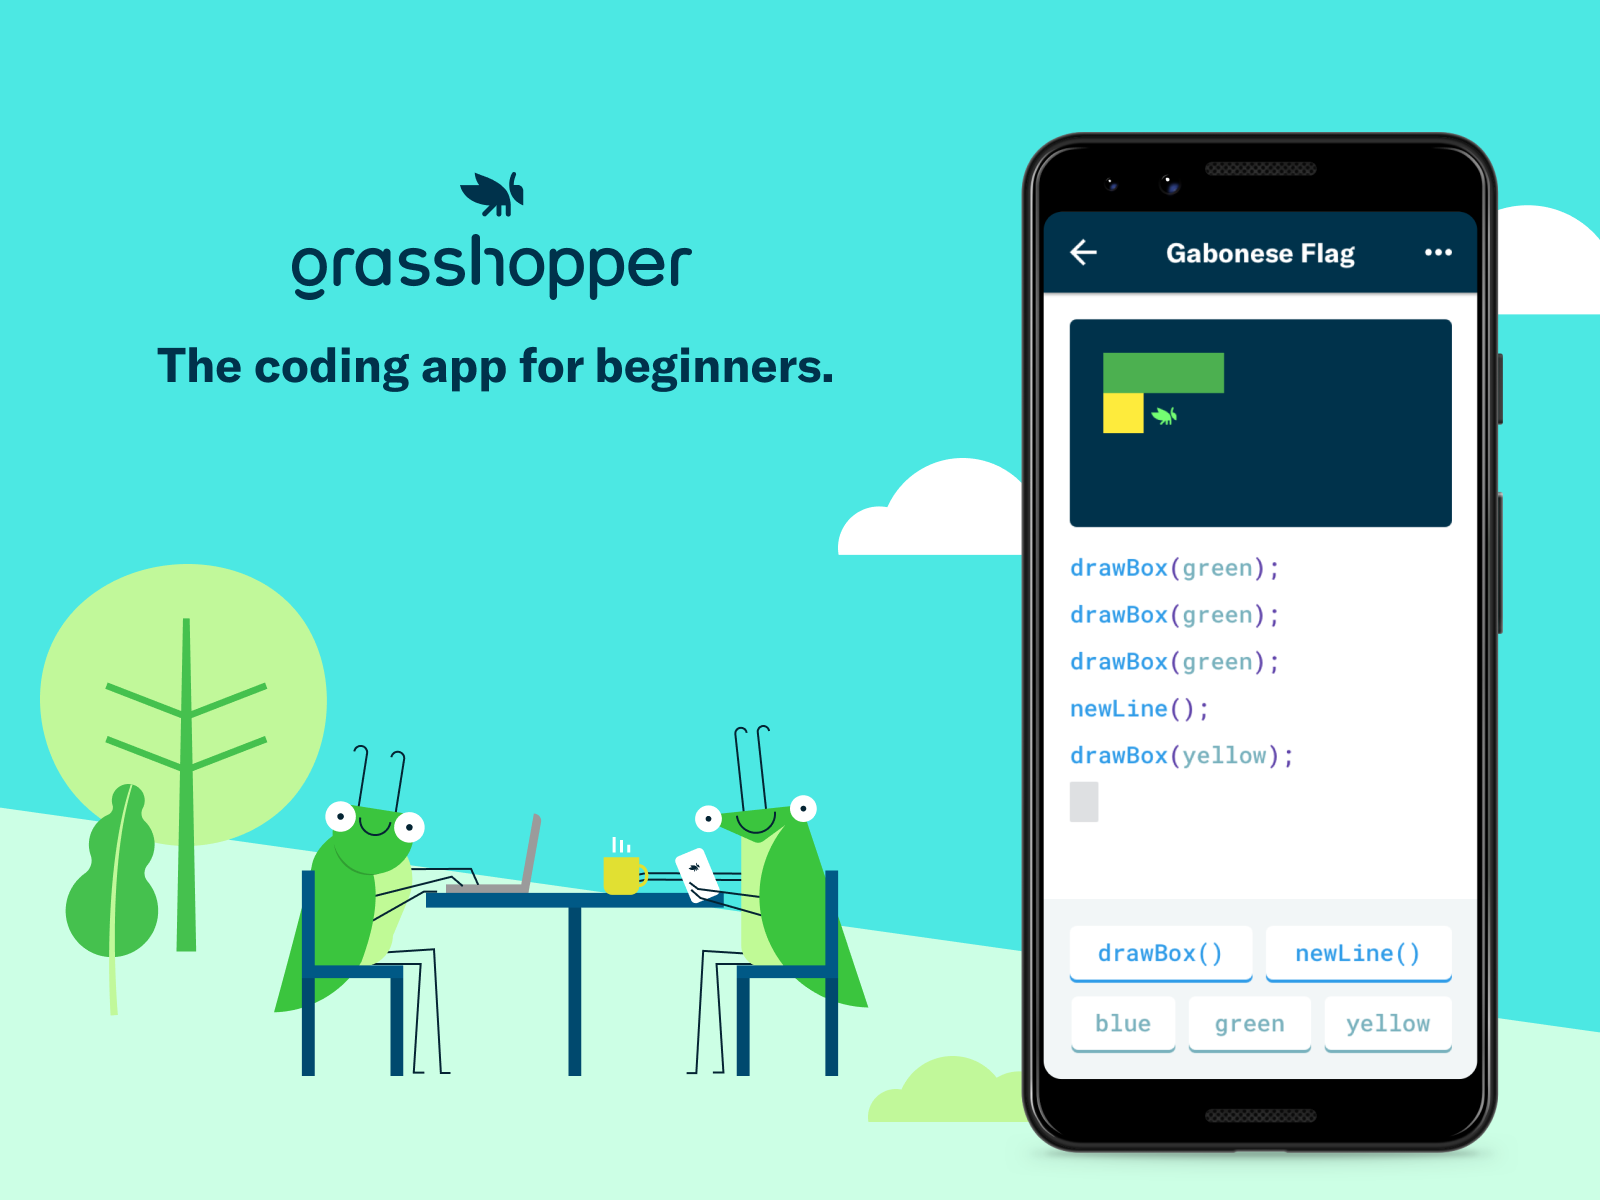 grasshopper
The coding app for beginners.
Gabonese Flag
drawBox(green);
drawBox(green);
drawBox(green);
newLine();
drawBox(yellow);
drawBox() newLine()
blue green yellow